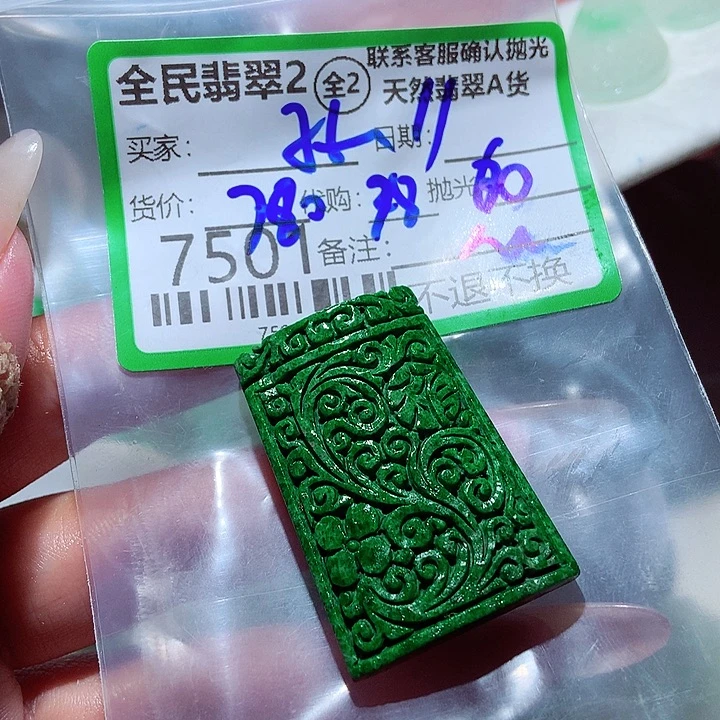 全民翡翠2 全2 联系客服确认抛光
天然翡翠A货
买家： 日期：
货价：780 代购：78 抛光
7501 备注：
不退不换